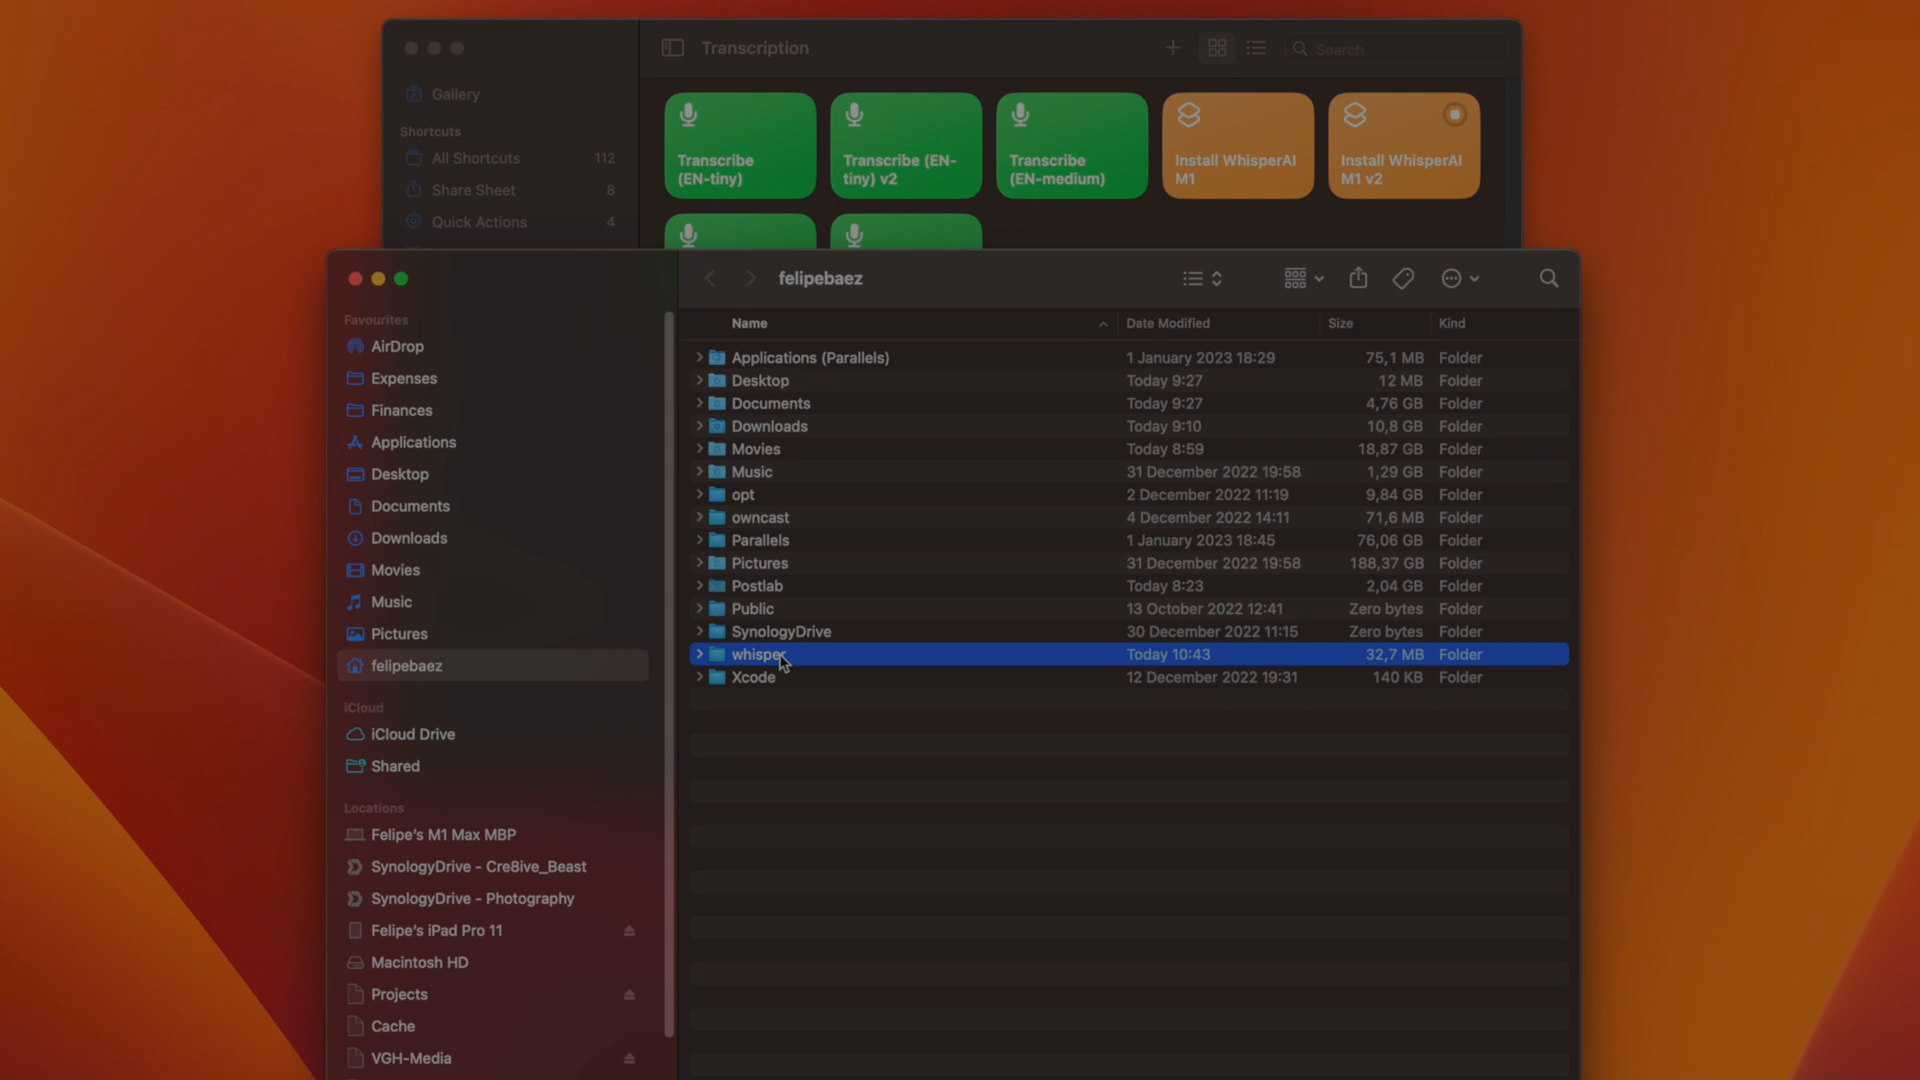 Transcription
Search
Gallery
Shortcuts
All Shortcuts 112
Share Sheet 8
Quick Actions 4
Transcribe
(EN-tiny)
Transcribe (EN-
tiny) v2
Transcribe
(EN-medium)
Install WhisperAI
M1
Install WhisperAI
M1 v2
felipebaez
Favourites
AirDrop
Expenses
Finances
Applications
Desktop
Documents
Downloads
Movies
Music
Pictures
felipebaez
iCloud
iCloud Drive
Shared
Locations
Felipe's M1 Max MBP
SynologyDrive - Cre8ive_Beast
SynologyDrive - Photography
Felipe's iPad Pro 11
Macintosh HD
Projects
Cache
VGH-Media
Name Date Modified Size Kind
Applications (Parallels) 1 January 2023 18:29 75,1 MB Folder
Desktop Today 9:27 12 MB Folder
Documents Today 9:27 4,76 GB Folder
Downloads Today 9:10 10,8 GB Folder
Movies Today 8:59 18,87 GB Folder
Music 31 December 2022 19:58 1,29 GB Folder
opt 2 December 2022 11:19 9,84 GB Folder
owncast 4 December 2022 14:11 71,6 MB Folder
Parallels 1 January 2023 18:45 76,06 GB Folder
Pictures 31 December 2022 19:58 188,37 GB Folder
Postlab Today 8:23 2,04 GB Folder
Public 13 October 2022 12:41 Zero bytes Folder
SynologyDrive 30 December 2022 11:15 Zero bytes Folder
whisper Today 10:43 32,7 MB Folder
Xcode 12 December 2022 19:31 140 KB Folder